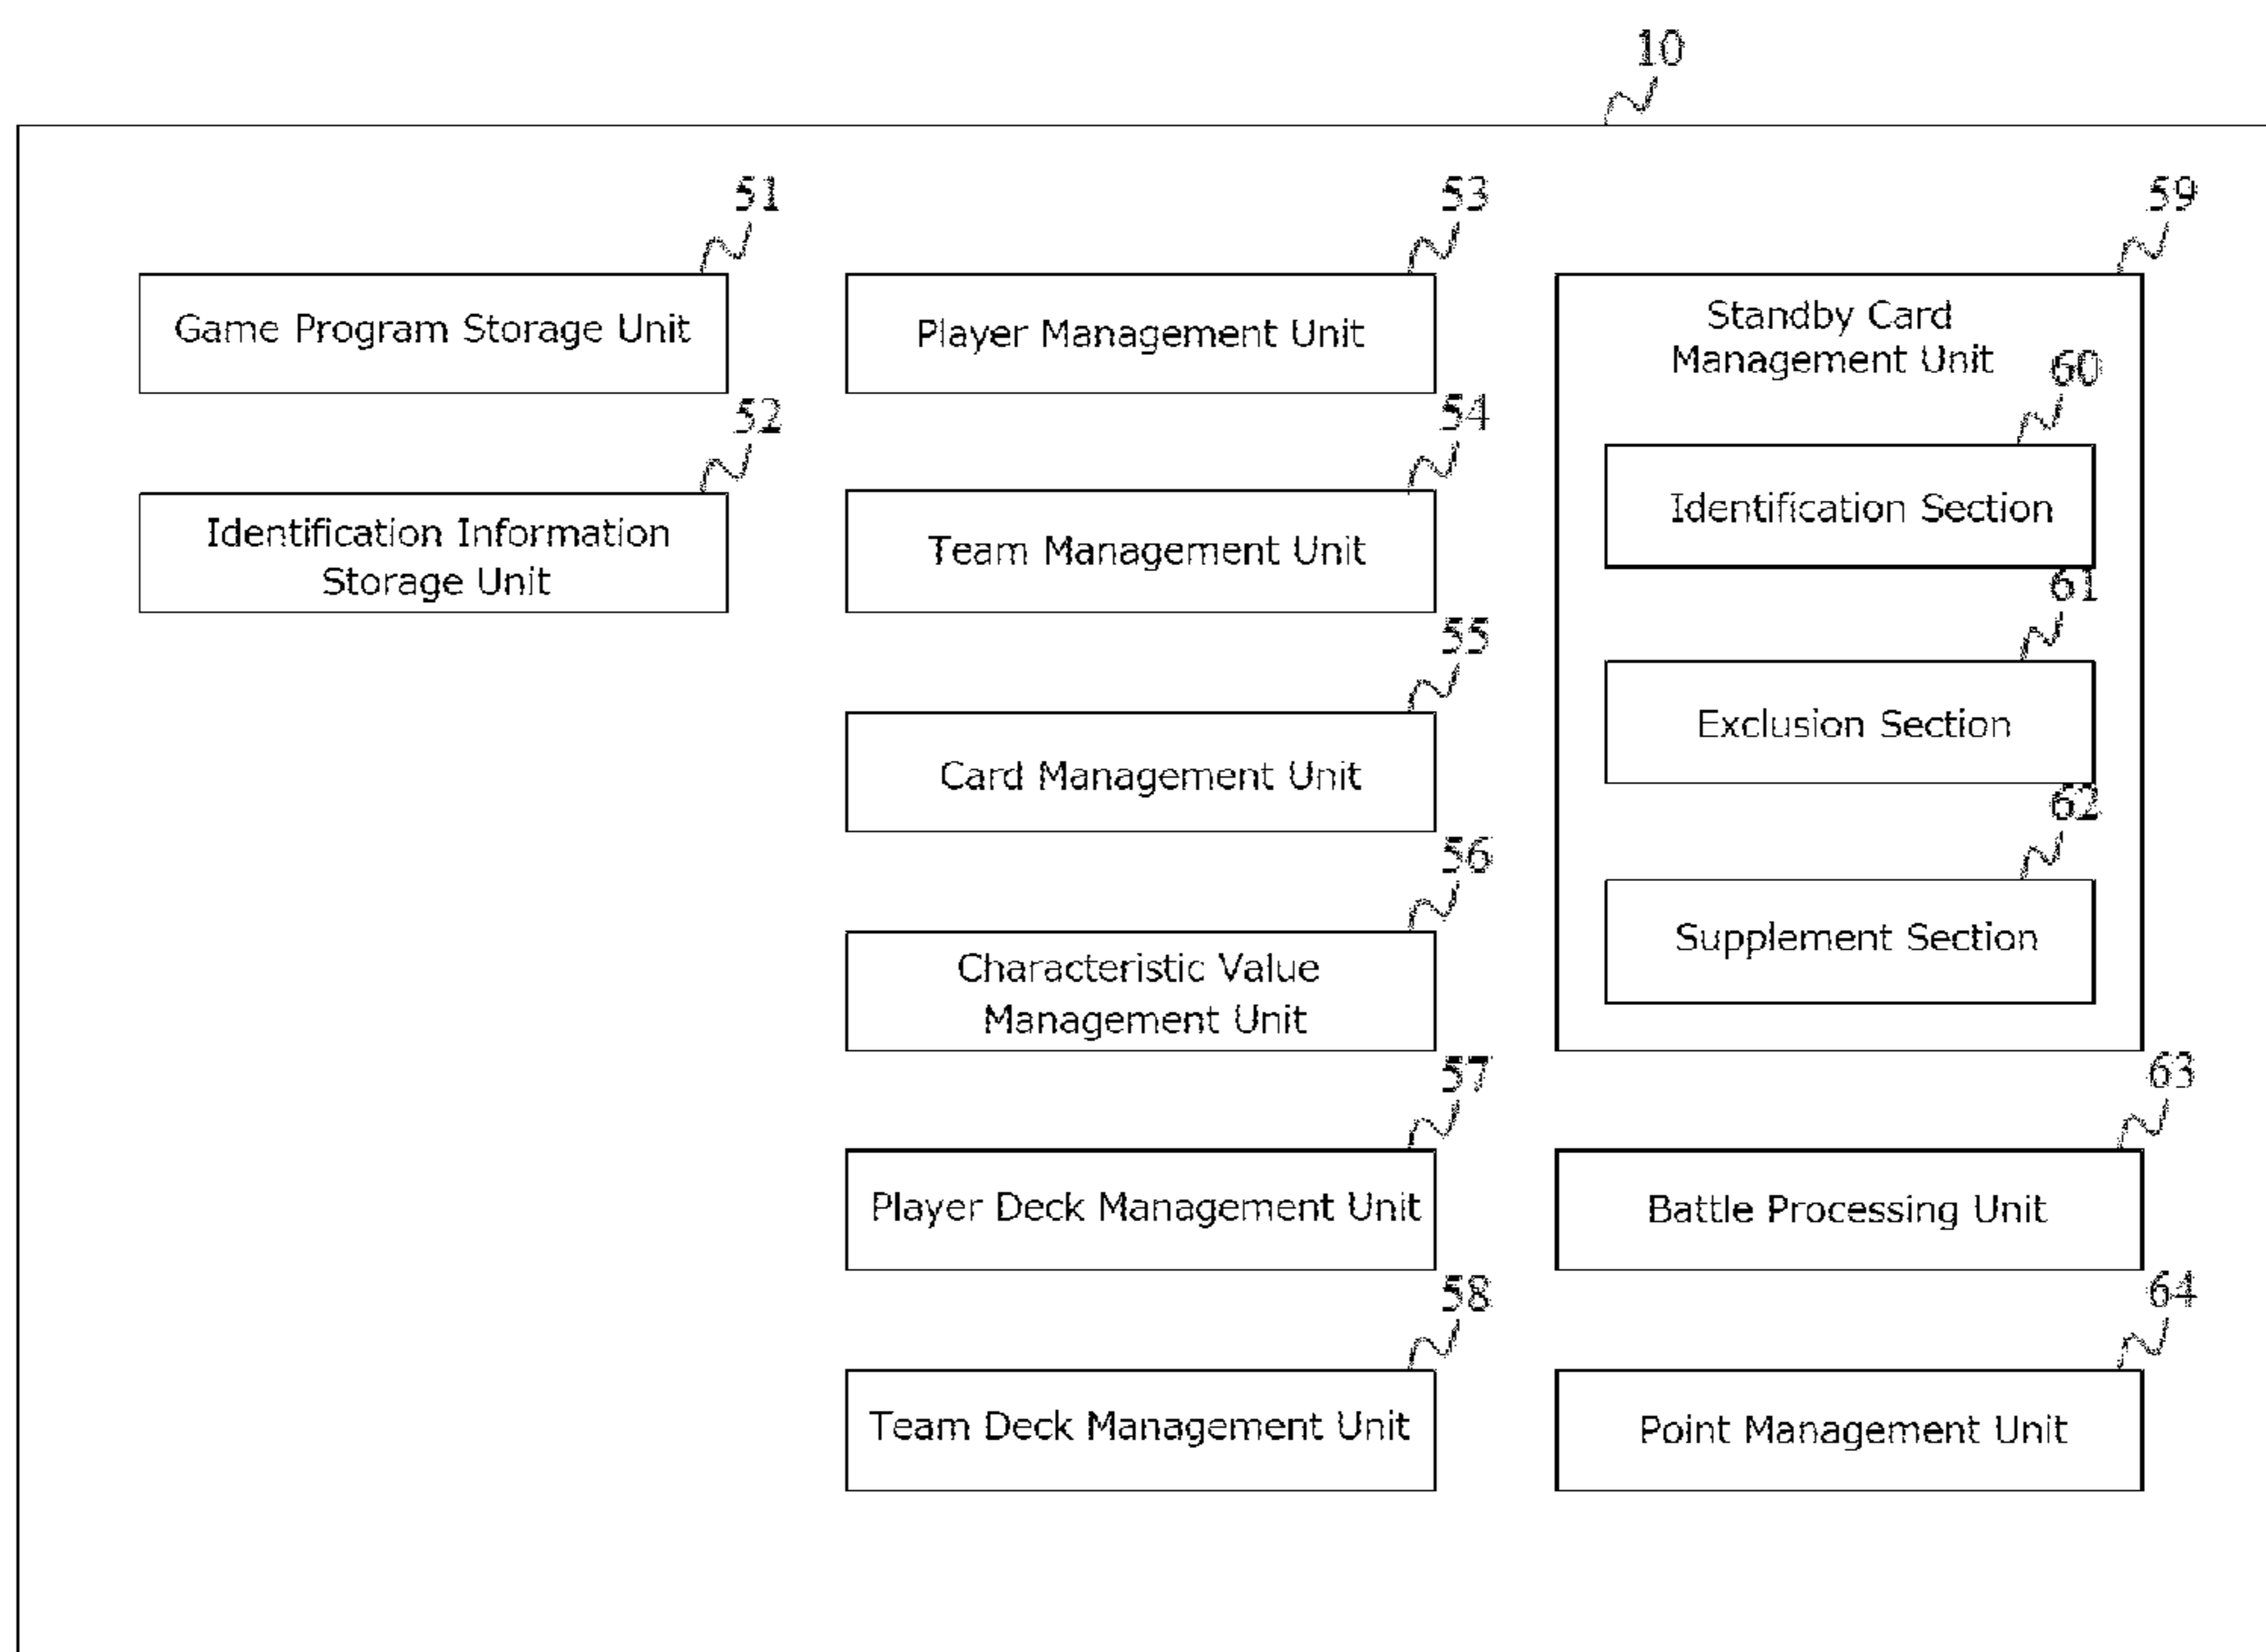 10
51
Game Program Storage Unit
52
Identification Information
Storage Unit
53
Player Management Unit
54
Team Management Unit
55
Card Management Unit
56
Characteristic Value
Management Unit
57
Player Deck Management Unit
58
Team Deck Management Unit
59
Standby Card
Management Unit
60
Identification Section
61
Exclusion Section
62
Supplement Section
63
Battle Processing Unit
64
Point Management Unit